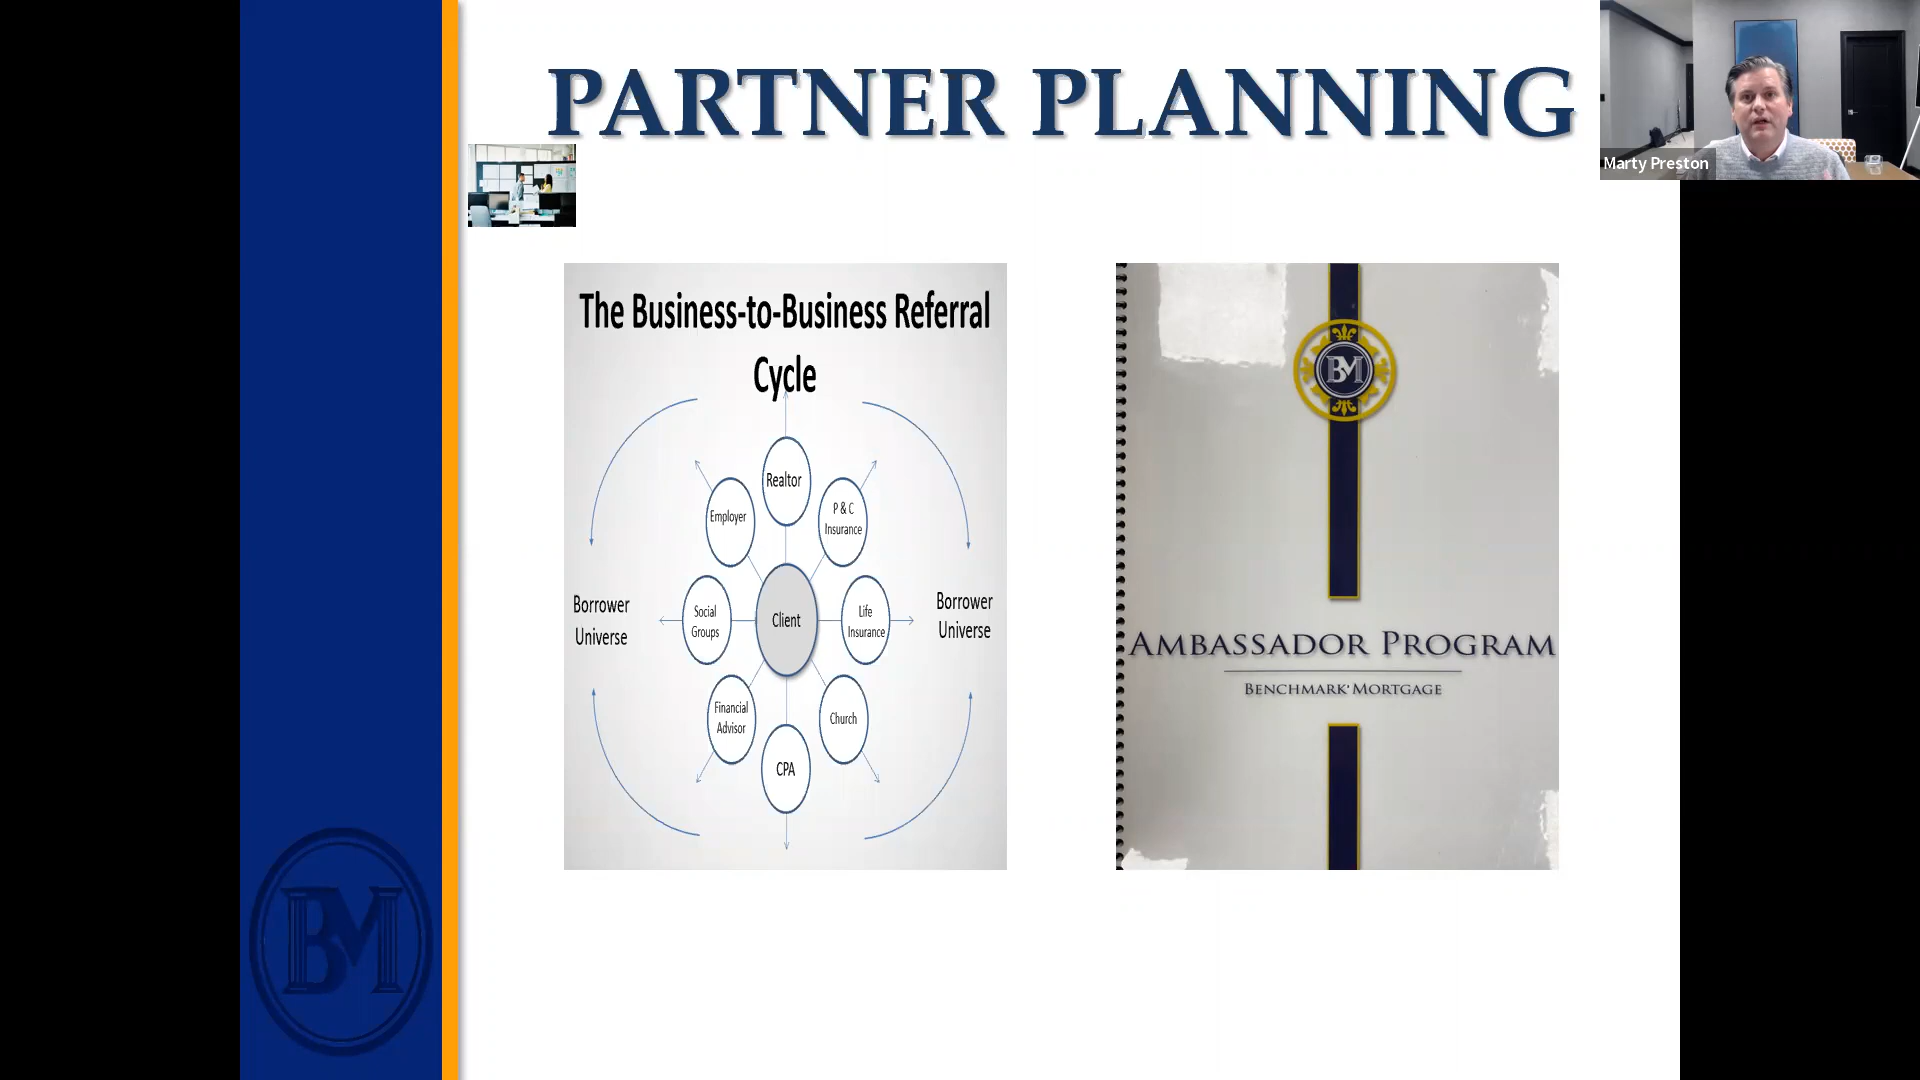 PARTNER PLANNING
Marty Preston
The Business-to-Business Referral
Cycle
Realtor
Employer
P & C
Insurance
Borrower
Universe
Social
Groups
Client
Life
Insurance
Borrower
Universe
Financial
Advisor
Church
CPA
BM
AMBASSADOR PROGRAM
BENCHMARK® MORTGAGE
BM